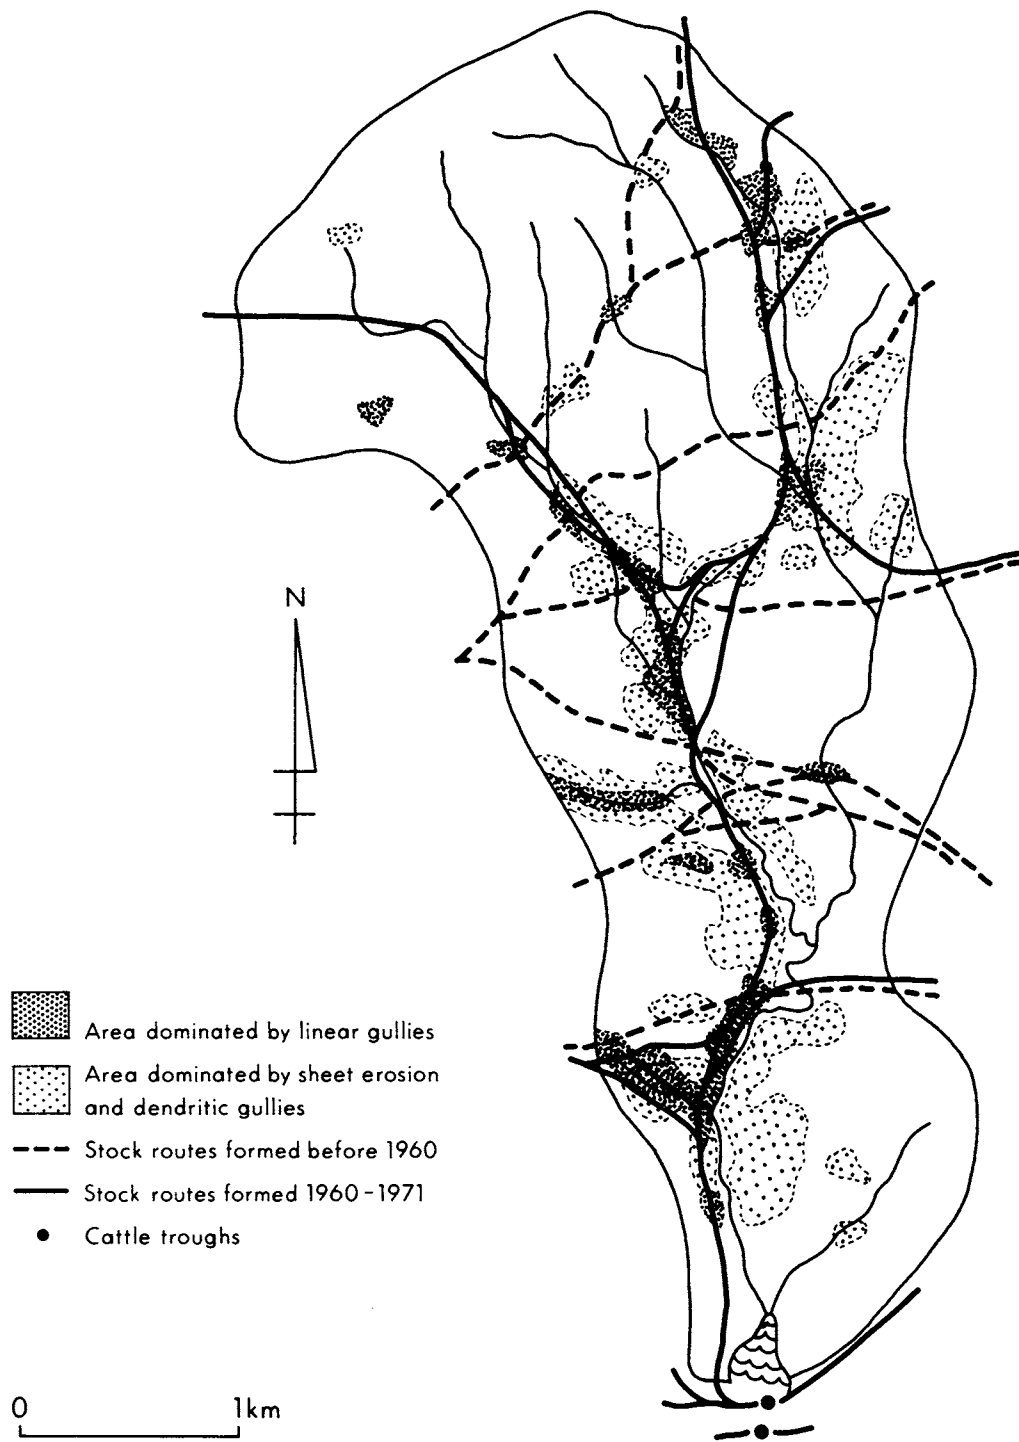 N
Area dominated by linear gullies
Area dominated by sheet erosion
and dendritic gullies
Stock routes formed before 1960
Stock routes formed 1960-1971
Cattle troughs
0 1km